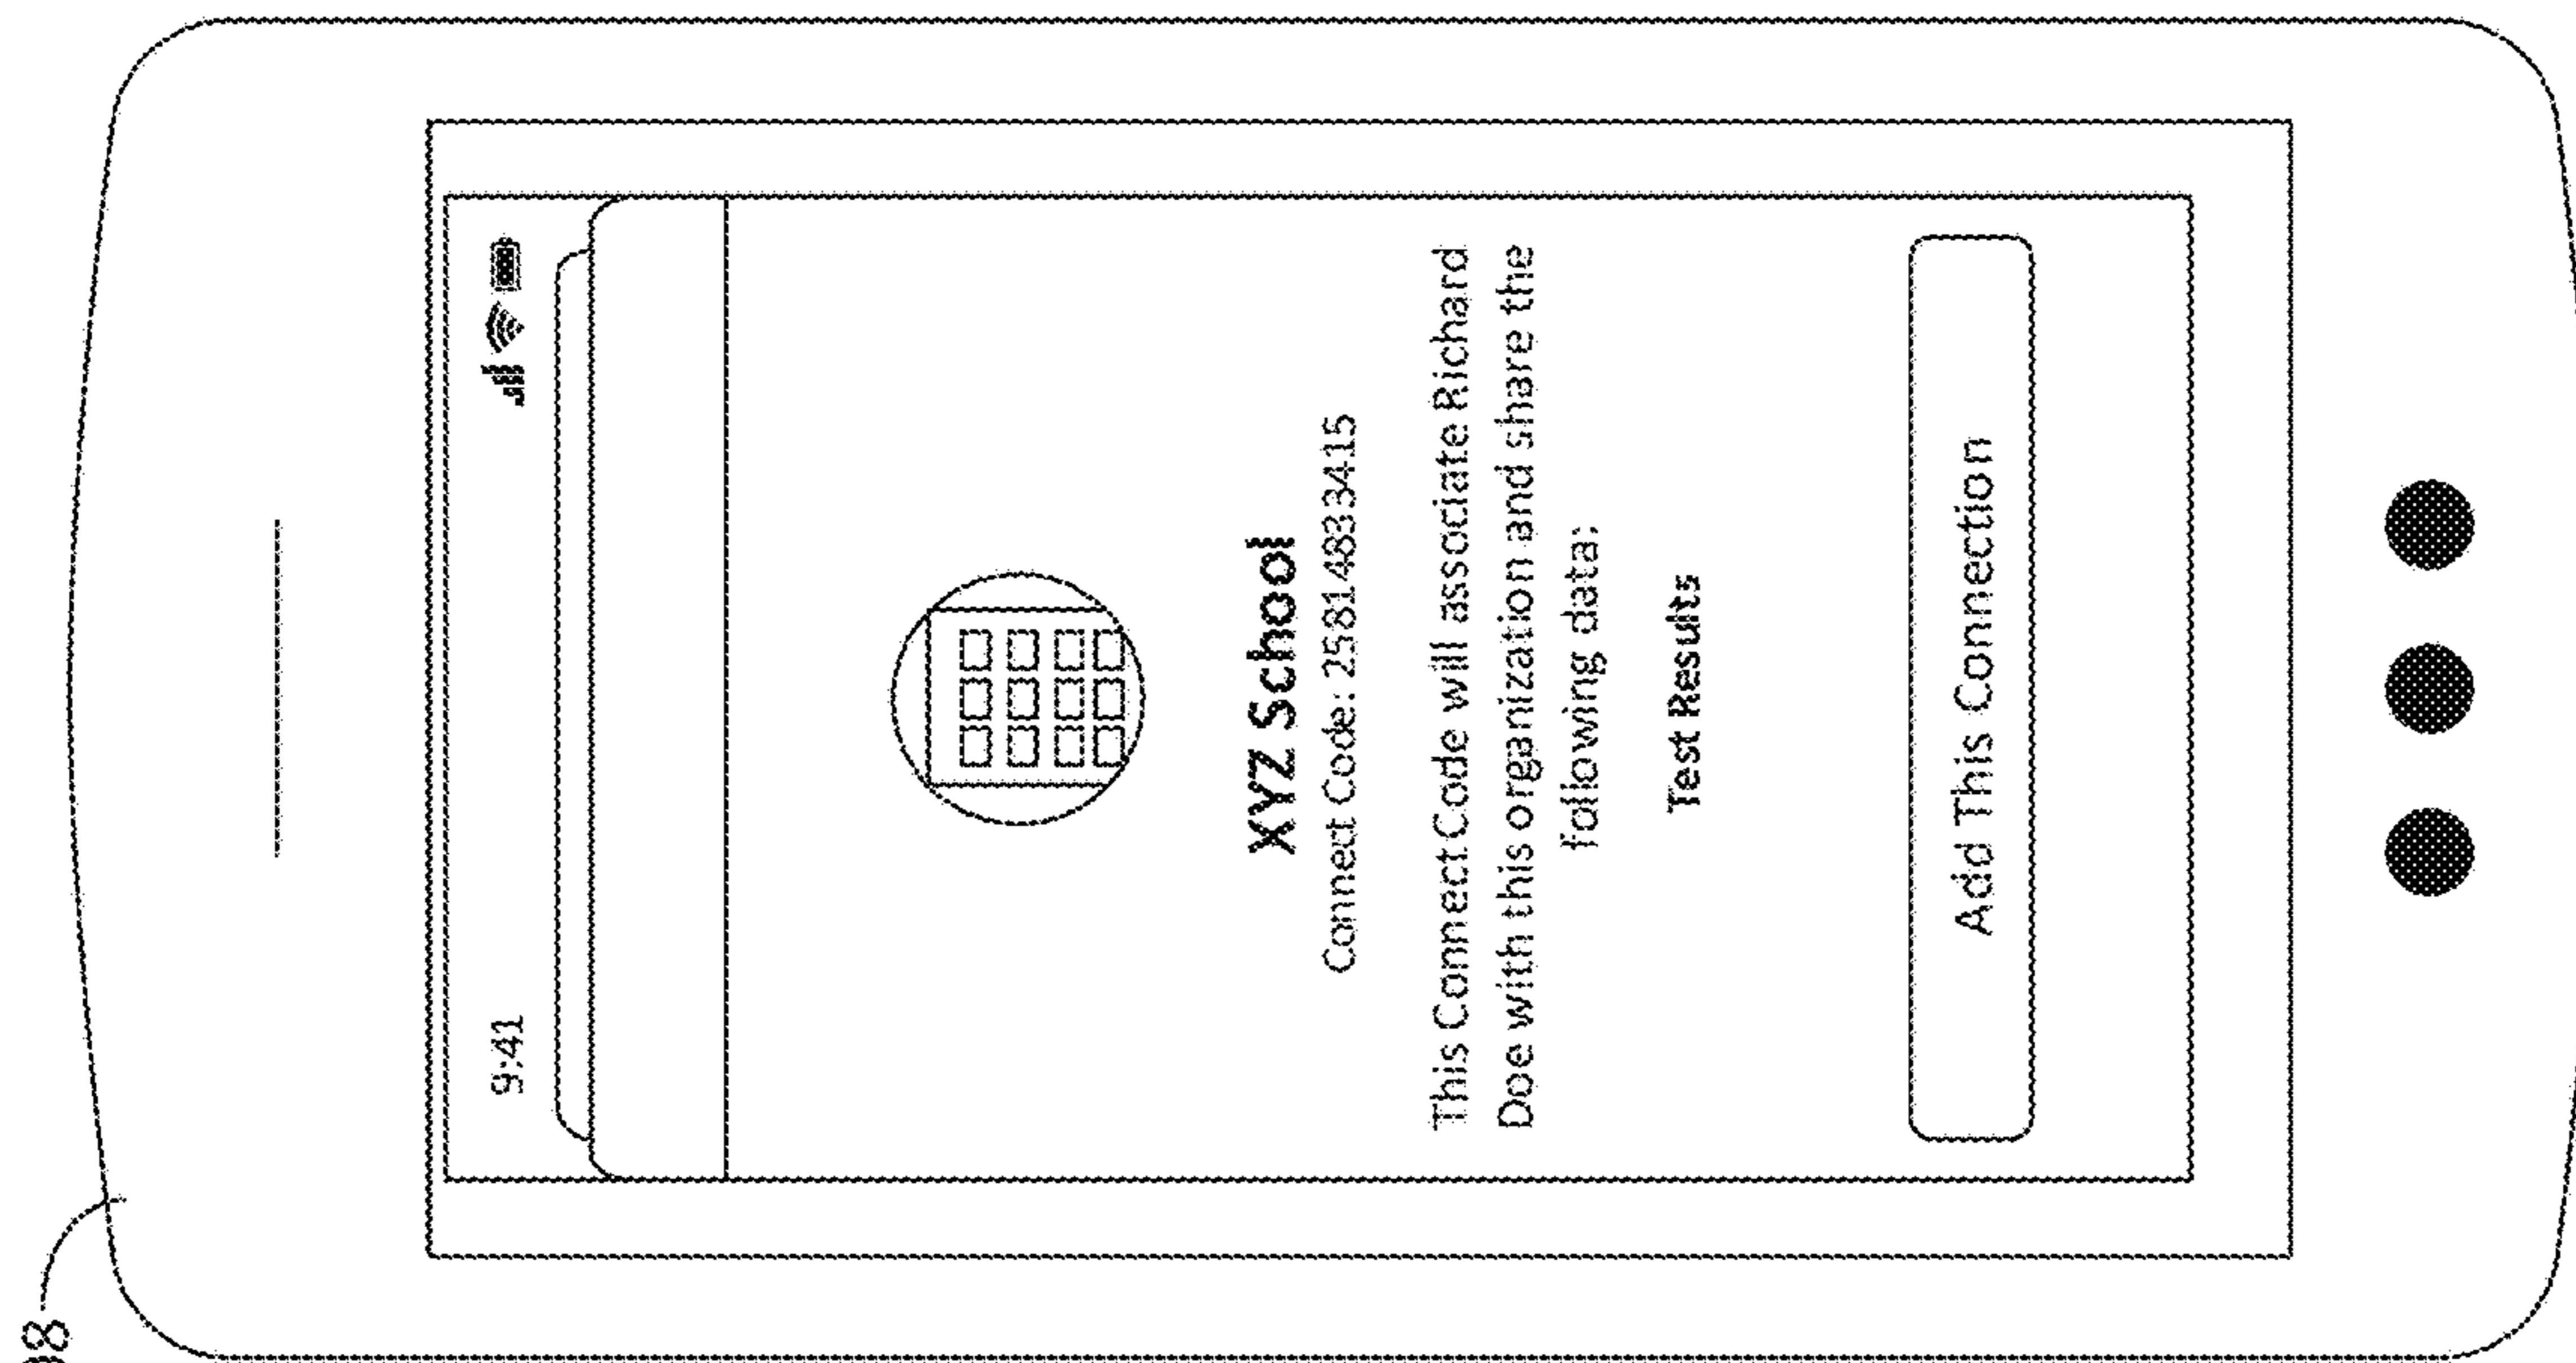 9:41
XYZ School
Connect Code: 25814833415
This Connect Code will associate Richard
Doe with this organization and share the
following data:
Test Results
Add This Connection